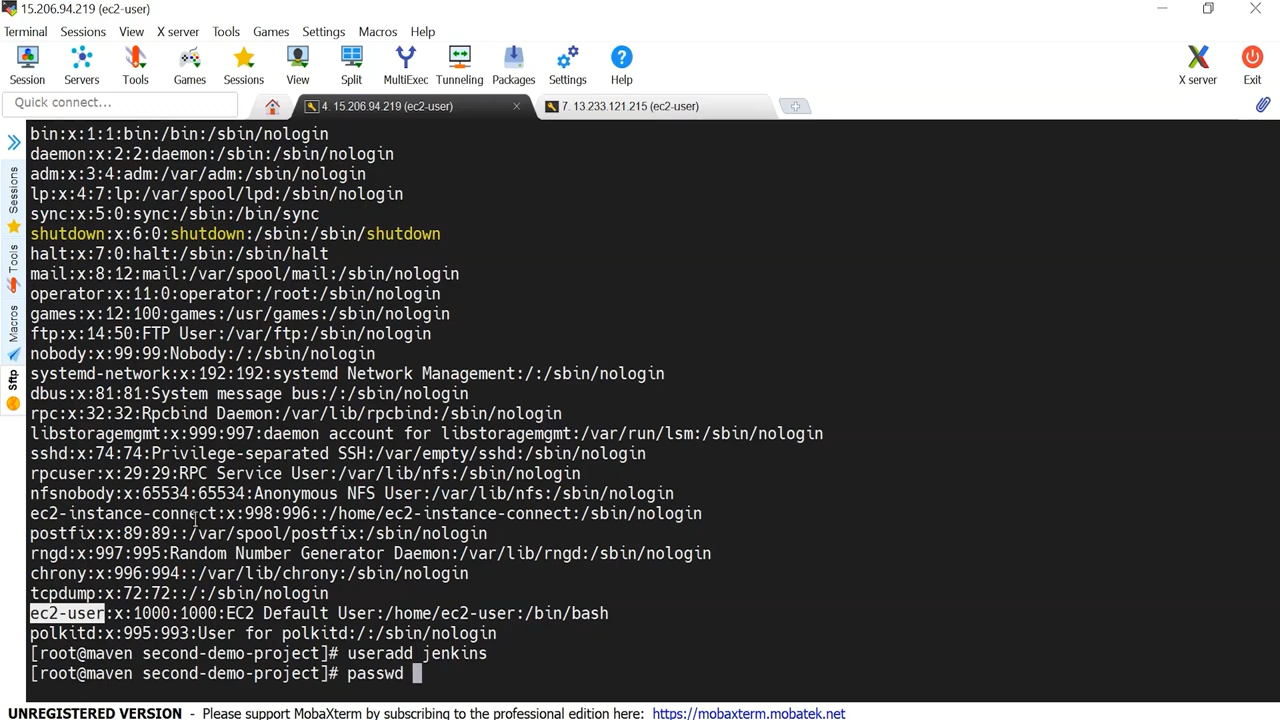 15.206.94.219 (ec2-user)
Terminal Sessions View X server Tools Games Settings Macros Help
Session Servers Tools Games Sessions View Split MultiExec Tunneling Packages Settings Help X server Exit
Quick connect...
4. 15.206.94.219 (ec2-user)
7. 13.233.121.215 (ec2-user)
Sessions
Tools
Macros
Sftp
bin:x:1:1:bin:/bin:/sbin/nologin
daemon:x:2:2:daemon:/sbin:/sbin/nologin
adm:x:3:4:adm:/var/adm:/sbin/nologin
lp:x:4:7:lp:/var/spool/lpd:/sbin/nologin
sync:x:5:0:sync:/sbin:/bin/sync
shutdown:x:6:0:shutdown:/sbin:/sbin/shutdown
halt:x:7:0:halt:/sbin:/sbin/halt
mail:x:8:12:mail:/var/spool/mail:/sbin/nologin
operator:x:11:0:operator:/root:/sbin/nologin
games:x:12:100:games:/usr/games:/sbin/nologin
ftp:x:14:50:FTP User:/var/ftp:/sbin/nologin
nobody:x:99:99:Nobody:/:/sbin/nologin
systemd-network:x:192:192:systemd Network Management:/:/sbin/nologin
dbus:x:81:81:System message bus:/:/sbin/nologin
rpc:x:32:32:Rpcbind Daemon:/var/lib/rpcbind:/sbin/nologin
libstoragemgmt:x:999:997:daemon account for libstoragemgmt:/var/run/lsm:/sbin/nologin
sshd:x:74:74:Privilege-separated SSH:/var/empty/sshd:/sbin/nologin
rpcuser:x:29:29:RPC Service User:/var/lib/nfs:/sbin/nologin
nfsnobody:x:65534:65534:Anonymous NFS User:/var/lib/nfs:/sbin/nologin
ec2-instance-connect:x:998:996::/home/ec2-instance-connect:/sbin/nologin
postfix:x:89:89::/var/spool/postfix:/sbin/nologin
rngd:x:997:995:Random Number Generator Daemon:/var/lib/rngd:/sbin/nologin
chrony:x:996:994::/var/lib/chrony:/sbin/nologin
tcpdump:x:72:72::/:/sbin/nologin
ec2-user:x:1000:1000:EC2 Default User:/home/ec2-user:/bin/bash
polkitd:x:995:993:User for polkitd:/:/sbin/nologin
[root@maven second-demo-project]# useradd jenkins
[root@maven second-demo-project]# passwd
UNREGISTERED VERSION - Please support MobaXterm by subscribing to the professional edition here: https://mobaxterm.mobatek.net